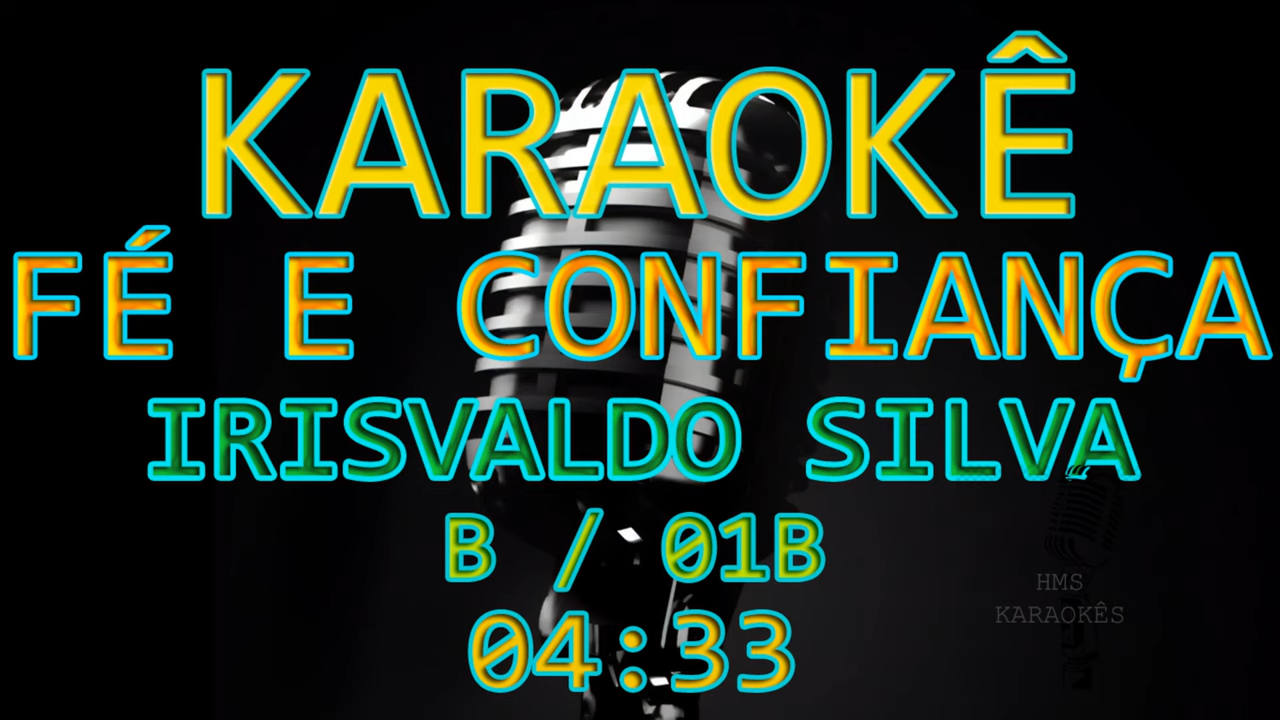 KARAOKÊ
FÉ E CONFIANÇA
IRISVALDO SILVA
B / 01B
04:33
HMS
KARAOKÊS